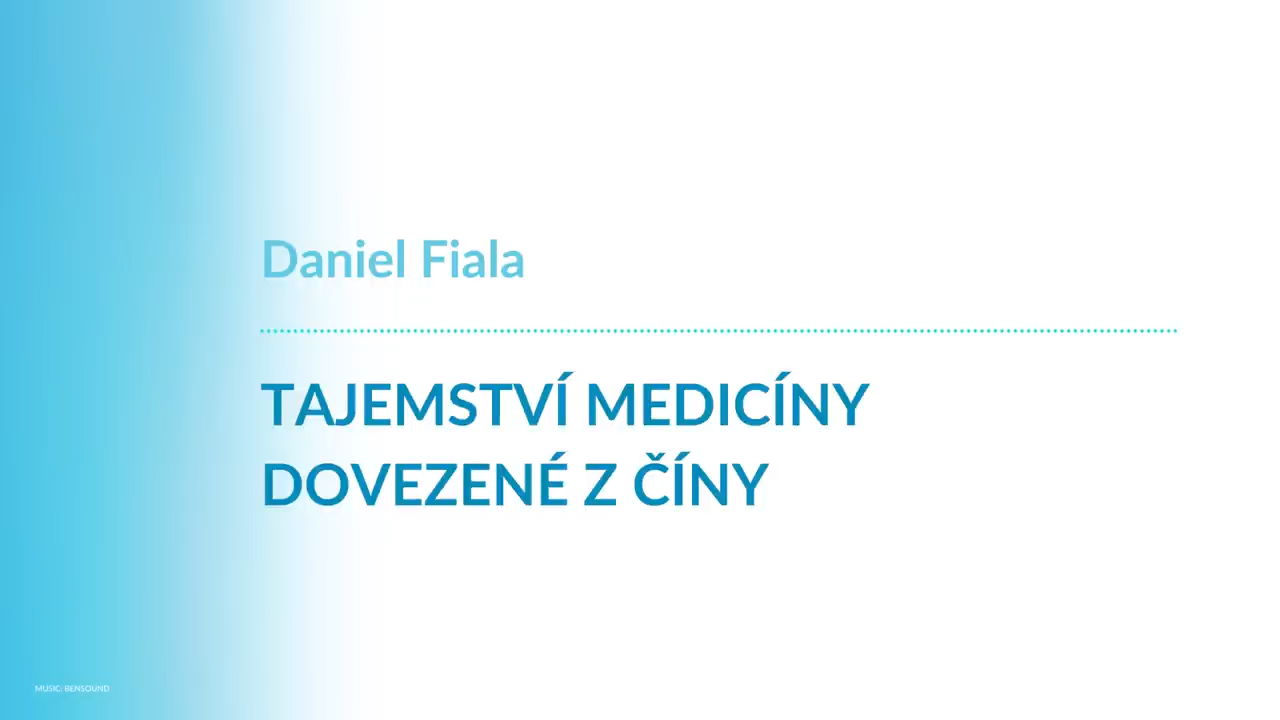 Daniel Fiala
TAJEMSTVÍ MEDICÍNY
DOVEZENÉ Z ČÍNY
MUSIC: BENSOUND